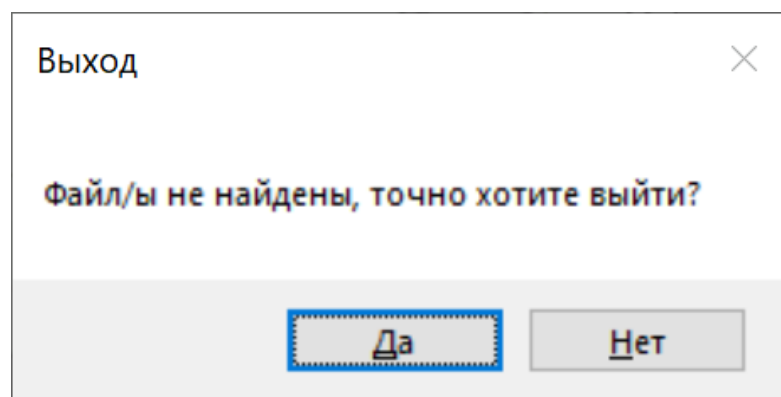 Выход
Файл/ы не найдены, точно хотите выйти?
Да
Нет